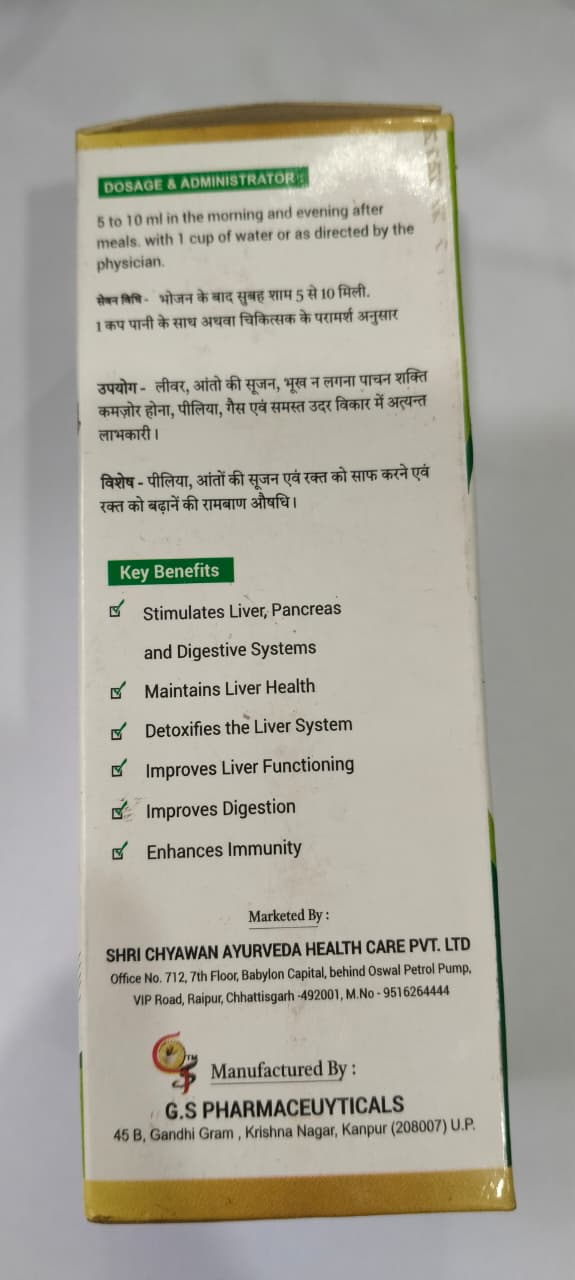 DOSAGE & ADMINISTRATOR :
5 to 10 ml in the morning and evening after
meals. with 1 cup of water or as directed by the
physician.
सेवन विधि - भोजन के बाद सुबह शाम 5 से 10 मिली.
1 कप पानी के साथ अथवा चिकित्सक के परामर्श अनुसार
उपयोग - लीवर, आंतो की सूजन, भूख न लगना पाचन शक्ति
कमज़ोर होना, पीलिया, गैस एवं समस्त उदर विकार में अत्यन्त
लाभकारी।
विशेष - पीलिया, आंतों की सूजन एवं रक्त को साफ करने एवं
रक्त को बढ़ानें की रामबाण औषधि।
Key Benefits
Stimulates Liver, Pancreas
and Digestive Systems
Maintains Liver Health
Detoxifies the Liver System
Improves Liver Functioning
Improves Digestion
Enhances Immunity
Marketed By :
SHRI CHYAWAN AYURVEDA HEALTH CARE PVT. LTD
Office No. 712, 7th Floor, Babylon Capital, behind Oswal Petrol Pump,
VIP Road, Raipur, Chhattisgarh -492001, M.No - 9516264444
TM
Manufactured By :
G.S PHARMACEUYTICALS
45 B, Gandhi Gram , Krishna Nagar, Kanpur (208007) U.P.